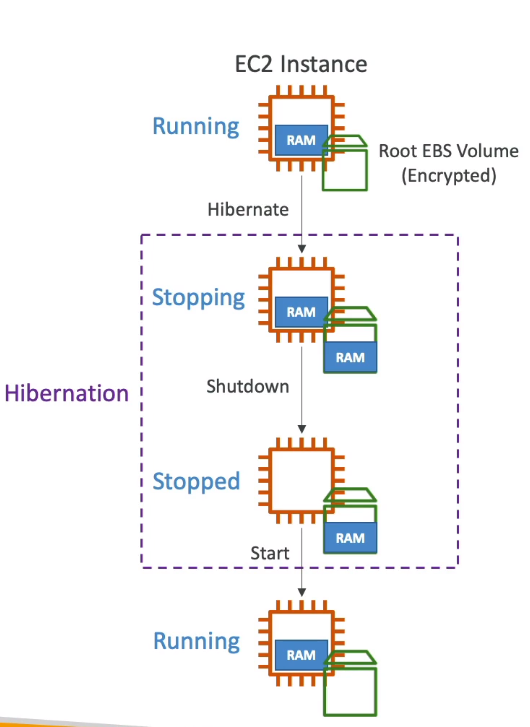 EC2 Instance
Running
RAM
Root EBS Volume
(Encrypted)
Hibernate
Stopping
RAM
RAM
Hibernation
Shutdown
Stopped
RAM
Start
Running
RAM